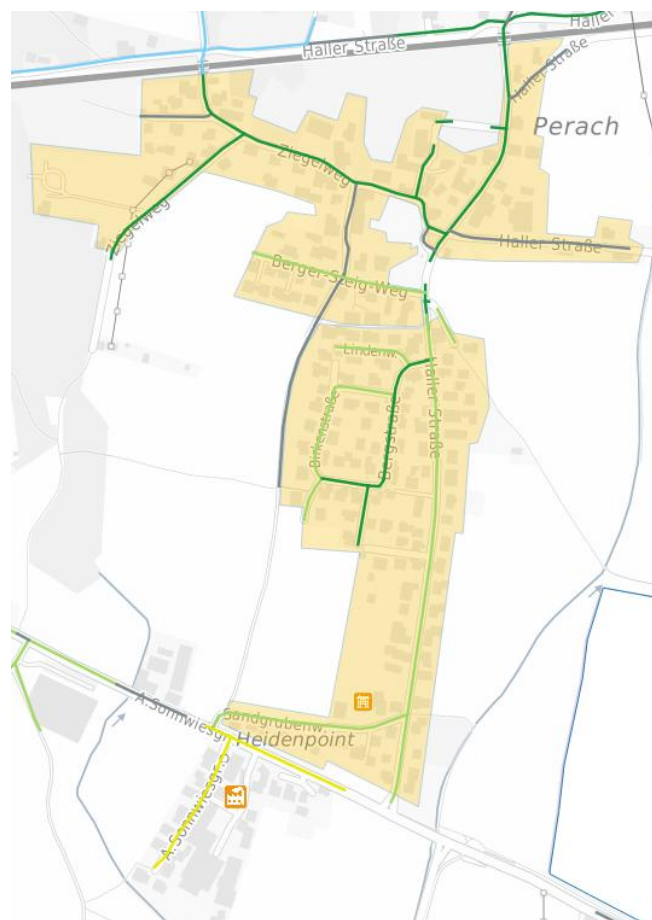 Haller
Haller Straße
Haller Straße
Perach
Ziegelweg
Ziegelweg
Haller Straße
Berger-Steig-Weg
Lindenw.
Haller Straße
Bergstraße
Birkenstraße
A.Sonnwiesgr.
Sandgrubenw.
Heidenpoint
A.Sonnwiesgr.S